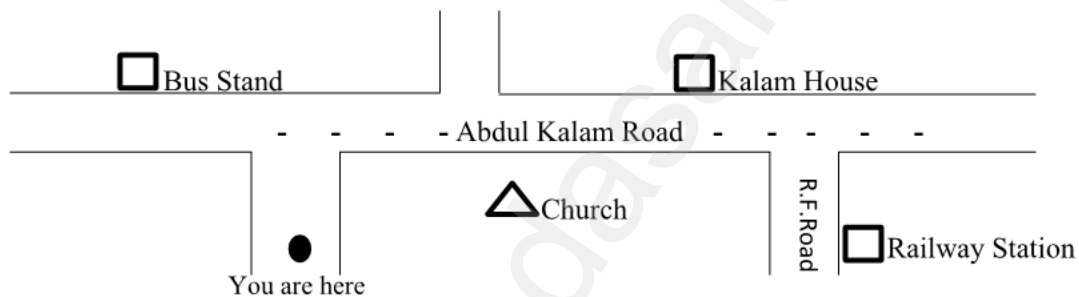 Bus Stand
Kalam House
Abdul Kalam Road
Church
R.F.Road
Railway Station
You are here